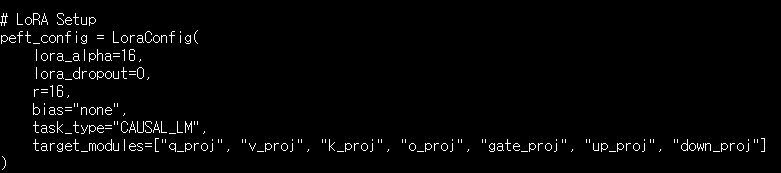 # LoRA Setup
peft_config = LoraConfig(
    lora_alpha=16,
    lora_dropout=0,
    r=16,
    bias="none",
    task_type="CAUSAL_LM",
    target_modules=["q_proj", "v_proj", "k_proj", "o_proj", "gate_proj", "up_proj", "down_proj"]
)